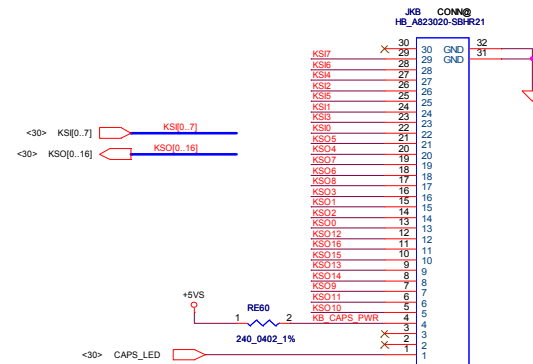 JKB CONN@
HB_A823020-SBHR21
30 30 GND 32
KSI7 29 29 GND 31
KSI6 28 28
KSI4 27 27
KSI2 26 26
KSI5 25 25
KSI1 24 24
KSI3 23 23
KSI0 22 22
KSO5 21 21
KSO4 20 20
KSO7 19 19
KSO6 18 18
KSO8 17 17
KSO3 16 16
KSO1 15 15
KSO2 14 14
KSO0 13 13
KSO12 12 12
KSO16 11 11
KSO15 10 10
KSO13 9 9
KSO14 8 8
KSO9 7 7
KSO11 6 6
KSO10 5 5
KB_CAPS_PWR 4 4
3 3
2 2
1 1
<30> KSI[0..7] KSI[0..7]
<30> KSO[0..16] KSO[0..16]
+5VS
RE60
1 2
240_0402_1%
<30> CAPS_LED